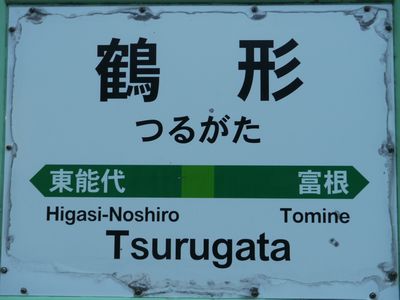 鶴形
つるがた
東能代 富根
Higasi-Noshiro Tomine
Tsurugata